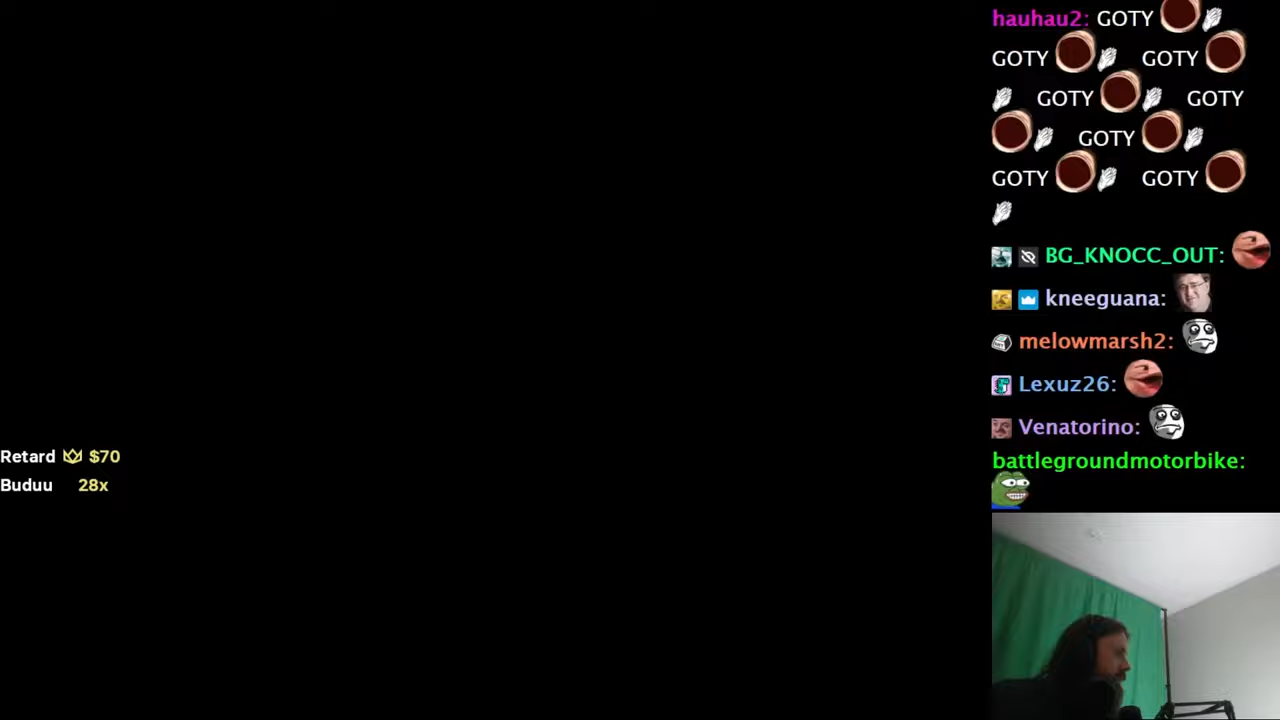 hauhau2: GOTY
GOTY GOTY
GOTY GOTY
GOTY
GOTY GOTY
BG_KNOCC_OUT:
kneeguana:
melowmarsh2:
Lexuz26:
Venatorino:
battlegroundmotorbike:
Retard $70
Buduu 28x